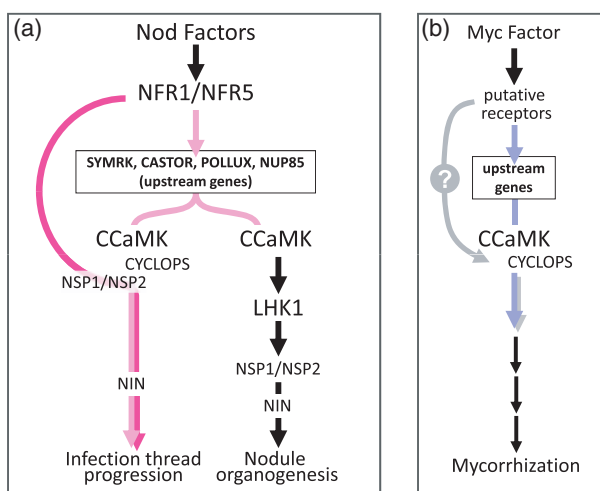 (a)
Nod Factors
NFR1/NFR5
SYMRK, CASTOR, POLLUX, NUP85
(upstream genes)
CCaMK
CYCLOPS
NSP1/NSP2
NIN
Infection thread
progression
CCaMK
LHK1
NSP1/NSP2
NIN
Nodule
organogenesis
(b)
Myc Factor
putative
receptors
?
upstream
genes
CCaMK
CYCLOPS
Mycorrhization